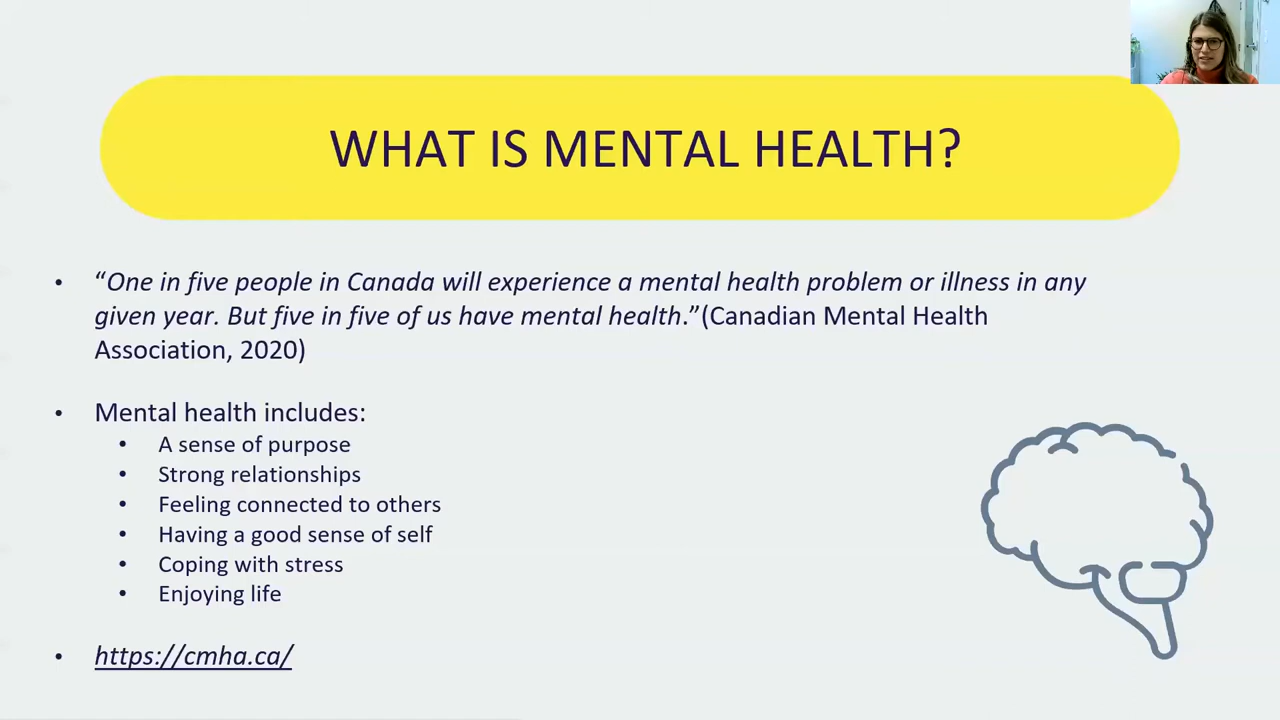 WHAT IS MENTAL HEALTH?
• “One in five people in Canada will experience a mental health problem or illness in any
given year. But five in five of us have mental health.”(Canadian Mental Health
Association, 2020)
• Mental health includes:
• A sense of purpose
• Strong relationships
• Feeling connected to others
• Having a good sense of self
• Coping with stress
• Enjoying life
• https://cmha.ca/